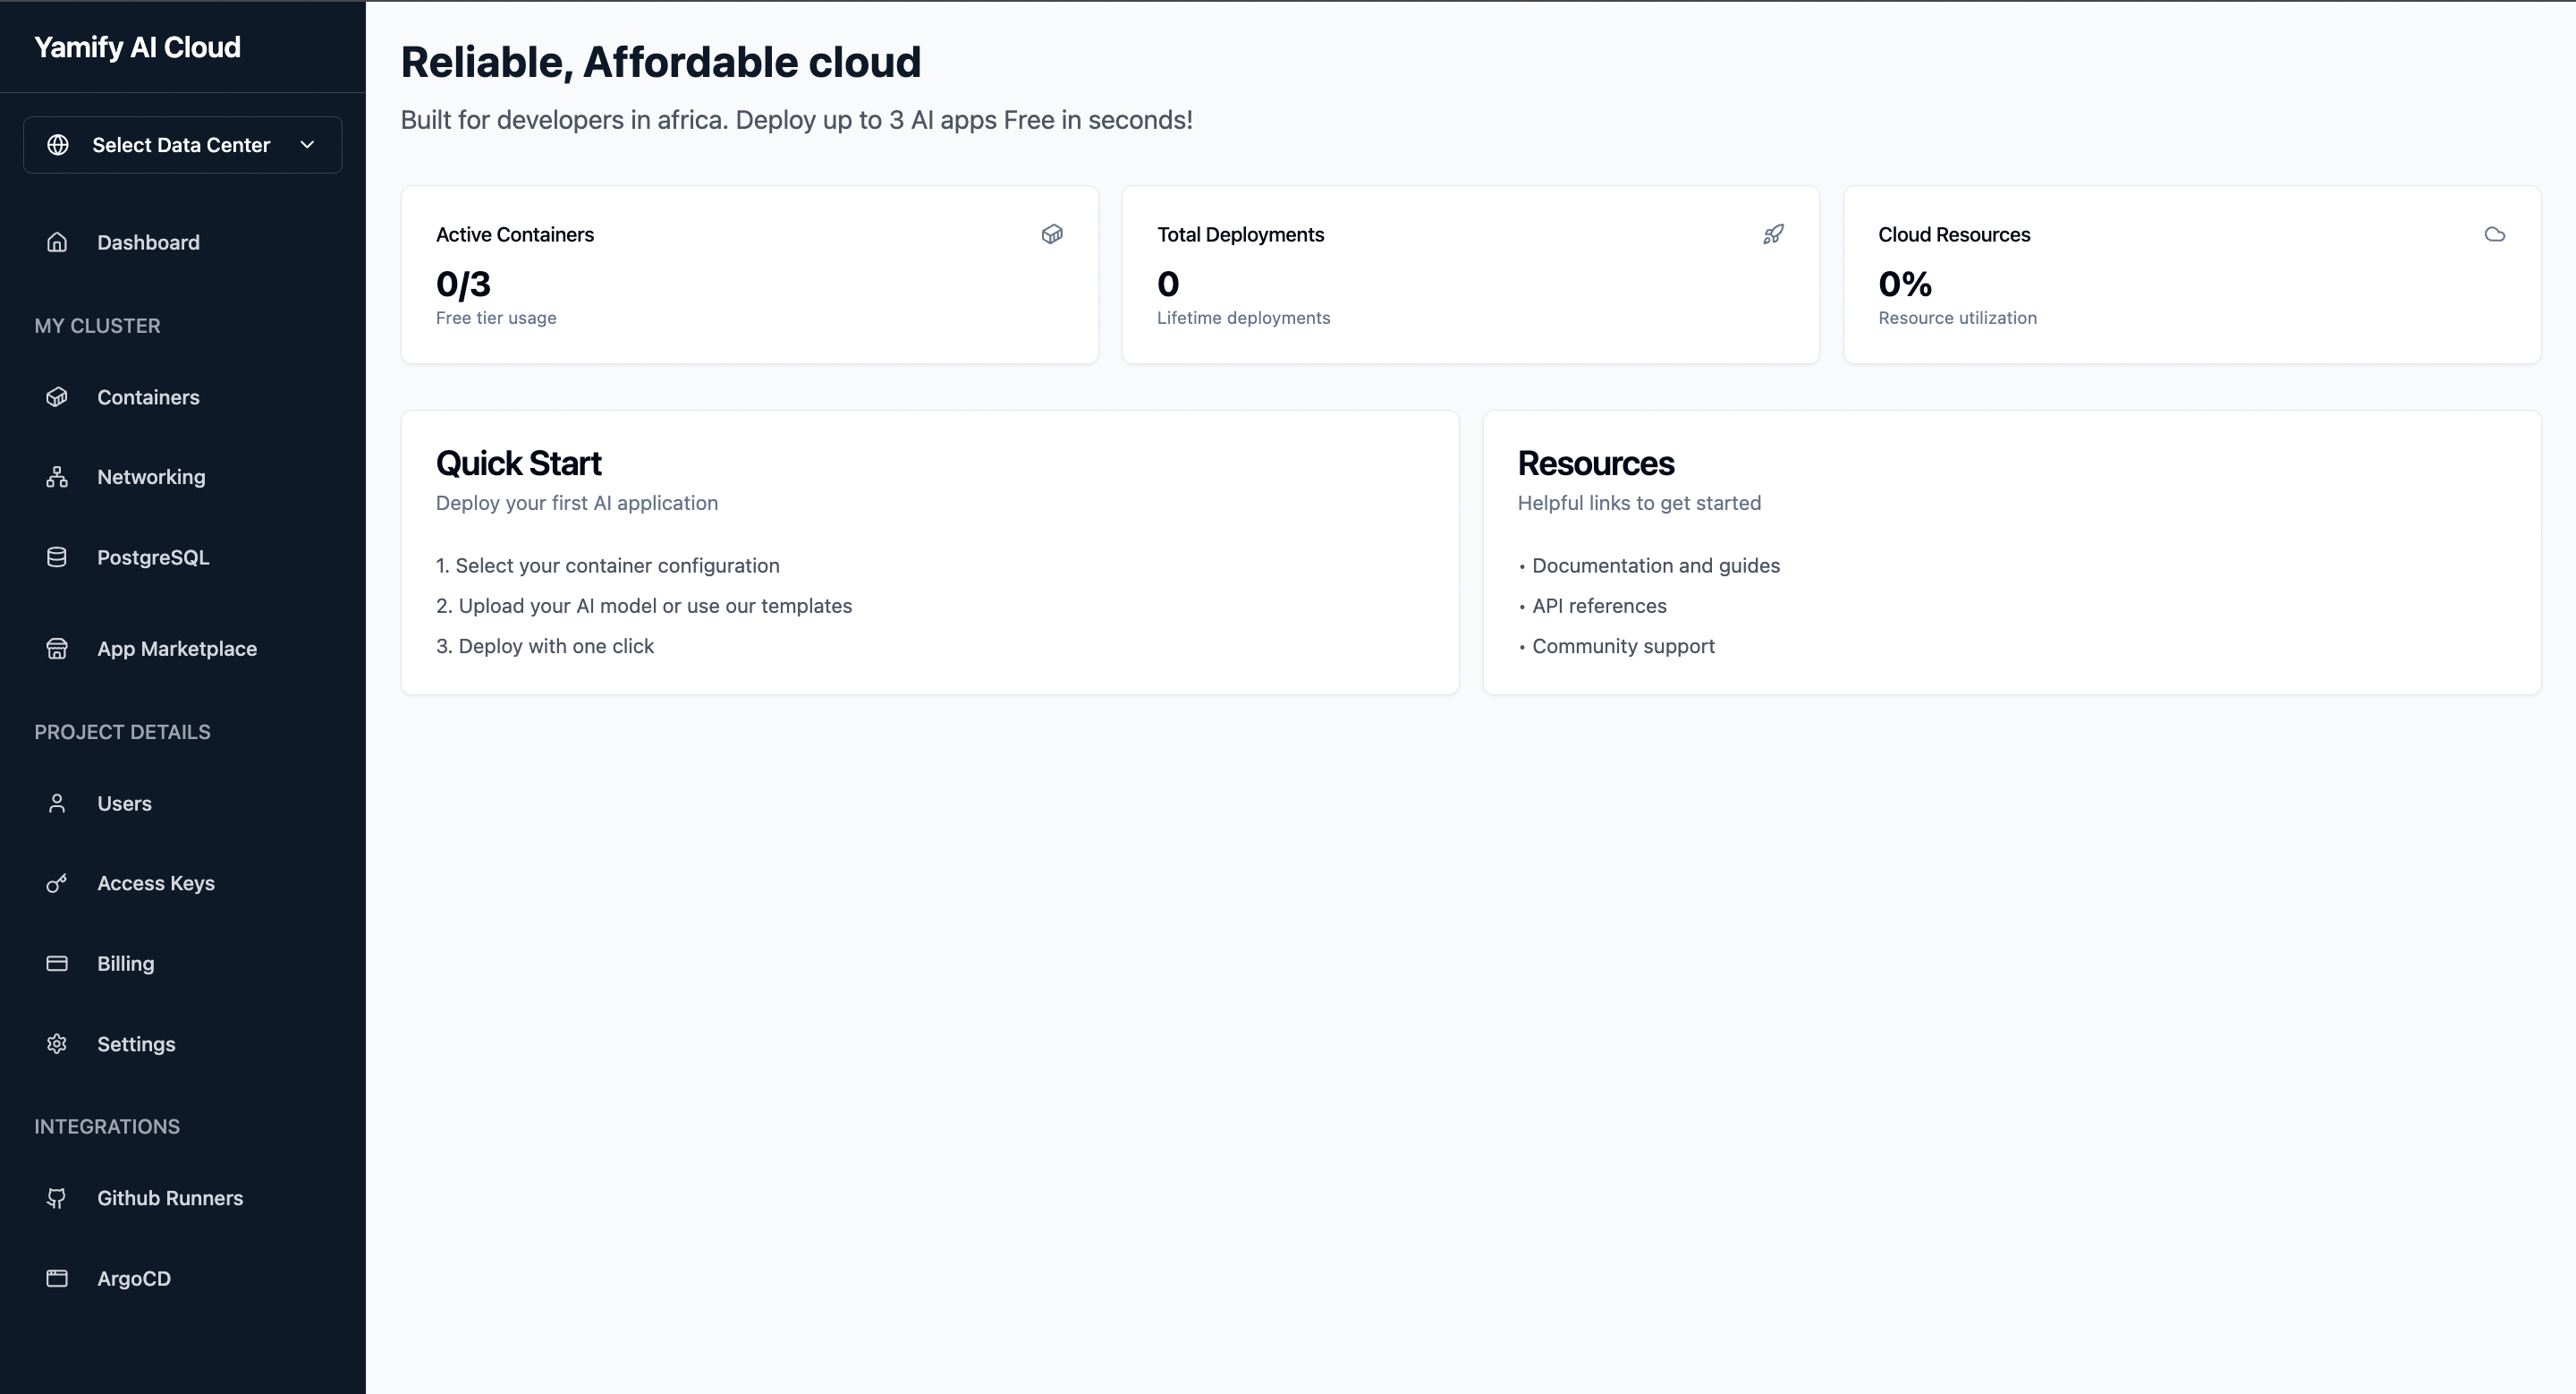 Yamify AI Cloud
Select Data Center
Dashboard
MY CLUSTER
Containers
Networking
PostgreSQL
App Marketplace
PROJECT DETAILS
Users
Access Keys
Billing
Settings
INTEGRATIONS
Github Runners
ArgoCD
Reliable, Affordable cloud
Built for developers in africa. Deploy up to 3 AI apps Free in seconds!
Active Containers
0/3
Free tier usage
Total Deployments
0
Lifetime deployments
Cloud Resources
0%
Resource utilization
Quick Start
Deploy your first AI application
1. Select your container configuration
2. Upload your AI model or use our templates
3. Deploy with one click
Resources
Helpful links to get started
• Documentation and guides
• API references
• Community support